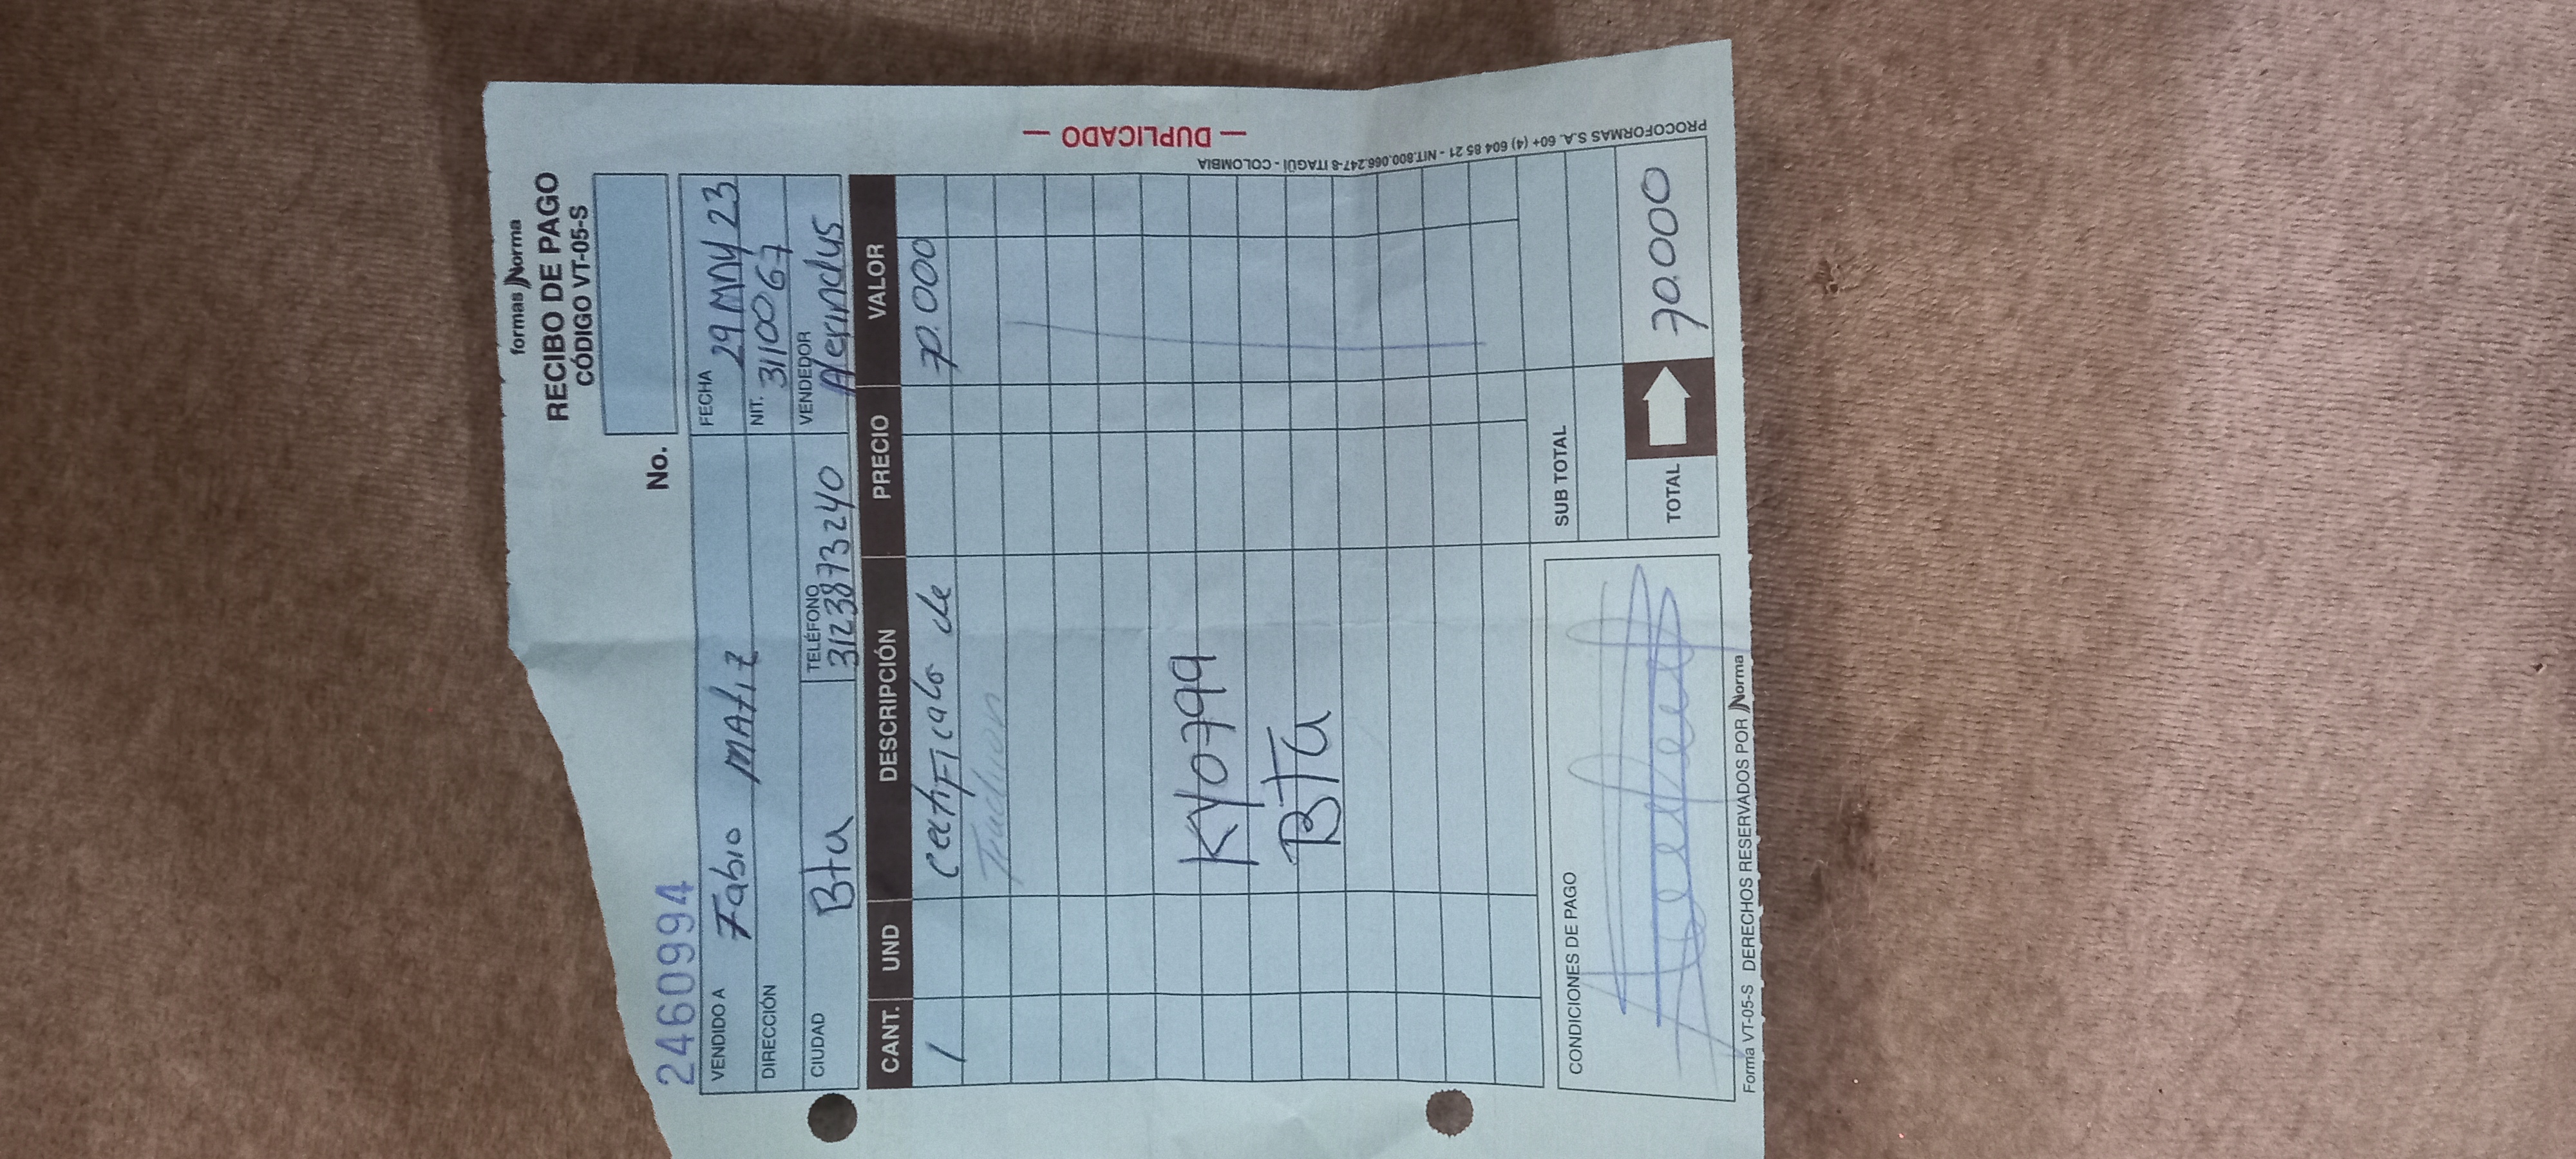 formas Norma
RECIBO DE PAGO
CÓDIGO VT-05-S
No.
2460994
VENDIDO A Fabio MAtiz
FECHA 29 MAY 23
DIRECCIÓN
NIT. 3110067
CIUDAD Bta
TELÉFONO 3123873240
VENDEDOR
CANT. UND DESCRIPCIÓN PRECIO VALOR
1 certificalo de 70.000
KYO799
BTa
CONDICIONES DE PAGO
SUB TOTAL
TOTAL 70.000
Forma VT-05-S DERECHOS RESERVADOS POR Norma
— DUPLICADO —
PROCOFORMAS S.A. 60+ (4) 604 85 21 - NIT.800.066.247-8 ITAGÜÍ - COLOMBIA